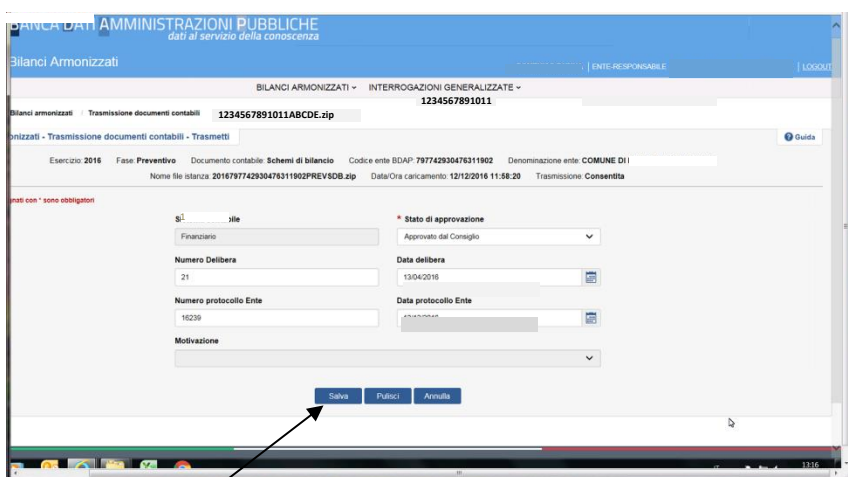 BANCA DATI AMMINISTRAZIONI PUBBLICHE
dati al servizio della conoscenza
Bilanci Armonizzati
| ENTE-RESPONSABILE
| LOGOUT
BILANCI ARMONIZZATI INTERROGAZIONI GENERALIZZATE
1234567891011
Bilanci armonizzati / Trasmissione documenti contabili
1234567891011ABCDE.zip
onizzati - Trasmissione documenti contabili - Trasmetti
Guida
Esercizio: 2016 Fase: Preventivo Documento contabile: Schemi di bilancio Codice ente BDAP: 797742930476311902 Denominazione ente: COMUNE DI
Nome file istanza: 2016797742930476311902PREVSDB.zip Data/Ora caricamento: 12/12/2016 11:58:20 Trasmissione: Consentita
gnati con * sono obbligatori
* Stato di approvazione
Finanziario
Approvato dal Consiglio
Numero Delibera
Data delibera
21
13/04/2016
Numero protocollo Ente
Data protocollo Ente
16239
Motivazione
Salva Pulisci Annulla
IT
13:16